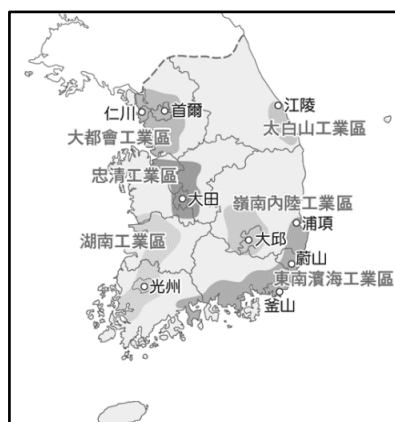 仁川
首爾
江陵
大都會工業區
太白山工業區
忠清工業區
大田
嶺南內陸工業區
浦項
湖南工業區
大邱
蔚山
東南濱海工業區
光州
釜山